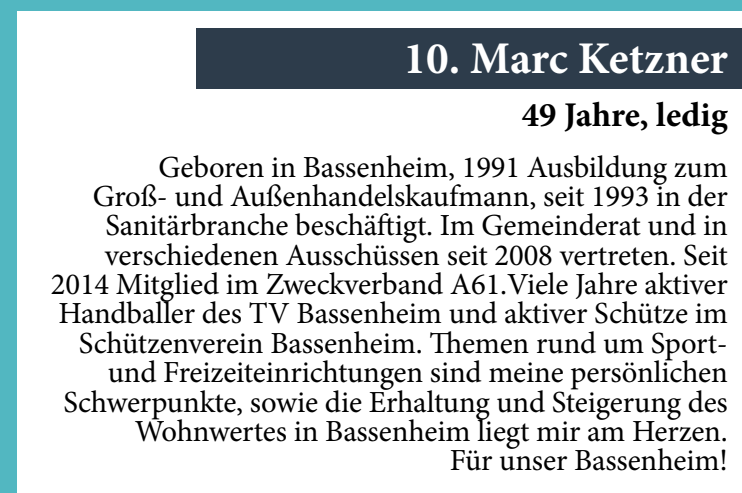 10. Marc Ketzner
49 Jahre, ledig
Geboren in Bassenheim, 1991 Ausbildung zum
Groß- und Außenhandelskaufmann, seit 1993 in der
Sanitärbranche beschäftigt. Im Gemeinderat und in
verschiedenen Ausschüssen seit 2008 vertreten. Seit
2014 Mitglied im Zweckverband A61.Viele Jahre aktiver
Handballer des TV Bassenheim und aktiver Schütze im
Schützenverein Bassenheim. Themen rund um Sport-
und Freizeiteinrichtungen sind meine persönlichen
Schwerpunkte, sowie die Erhaltung und Steigerung des
Wohnwertes in Bassenheim liegt mir am Herzen.
Für unser Bassenheim!